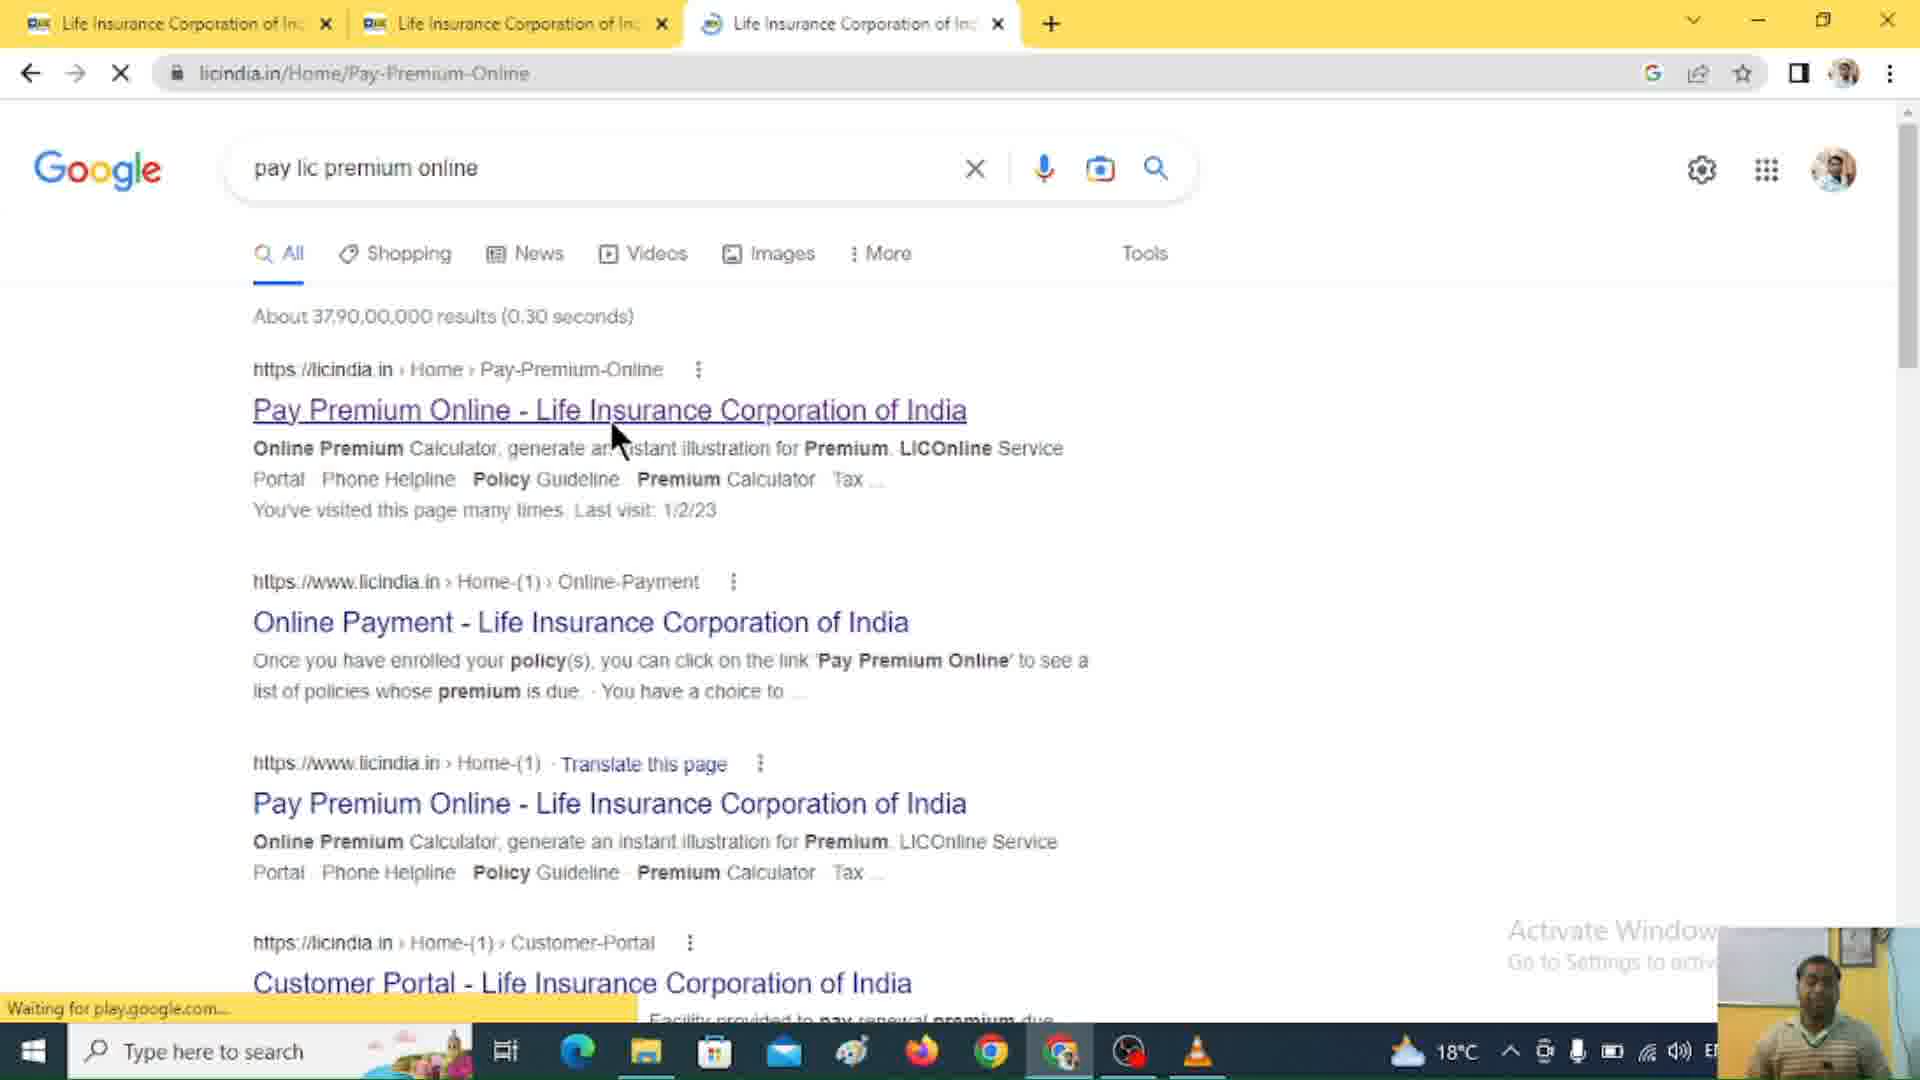 Life Insurance Corporation of In
Life Insurance Corporation of In
Life Insurance Corporation of In
licindia.in/Home/Pay-Premium-Online
Google
pay lic premium online
All
Shopping
News
Videos
Images
More
Tools
About 37,90,00,000 results (0.30 seconds)
https://licindia.in › Home › Pay-Premium-Online
Pay Premium Online - Life Insurance Corporation of India
Online Premium Calculator, generate an instant illustration for Premium. LICOnline Service
Portal · Phone Helpline · Policy Guideline · Premium Calculator · Tax ...
You've visited this page many times. Last visit: 1/2/23
https://www.licindia.in › Home-(1) › Online-Payment
Online Payment - Life Insurance Corporation of India
Once you have enrolled your policy(s), you can click on the link 'Pay Premium Online' to see a
list of policies whose premium is due. · You have a choice to ...
https://www.licindia.in › Home-(1) · Translate this page
Pay Premium Online - Life Insurance Corporation of India
Online Premium Calculator, generate an instant illustration for Premium. LICOnline Service
Portal · Phone Helpline · Policy Guideline · Premium Calculator · Tax ...
https://licindia.in › Home-(1) › Customer-Portal
Customer Portal - Life Insurance Corporation of India
Facility provided to pay renewal premium due
Waiting for play.google.com...
Activate Window
Go to Settings to activ
Type here to search
18°C